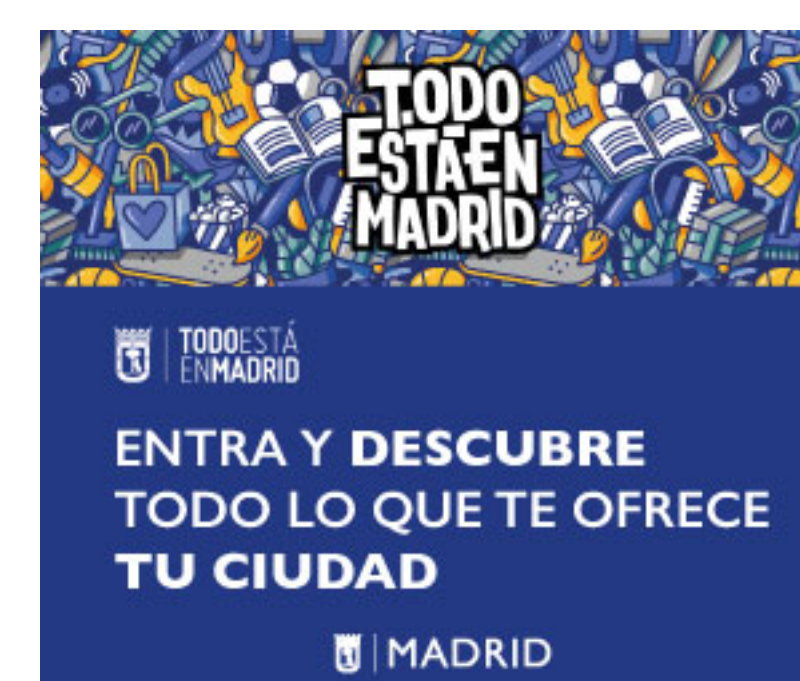 TODO
ESTÁ EN
MADRID
TODOESTÁ
ENMADRID
ENTRA Y DESCUBRE
TODO LO QUE TE OFRECE
TU CIUDAD
MADRID